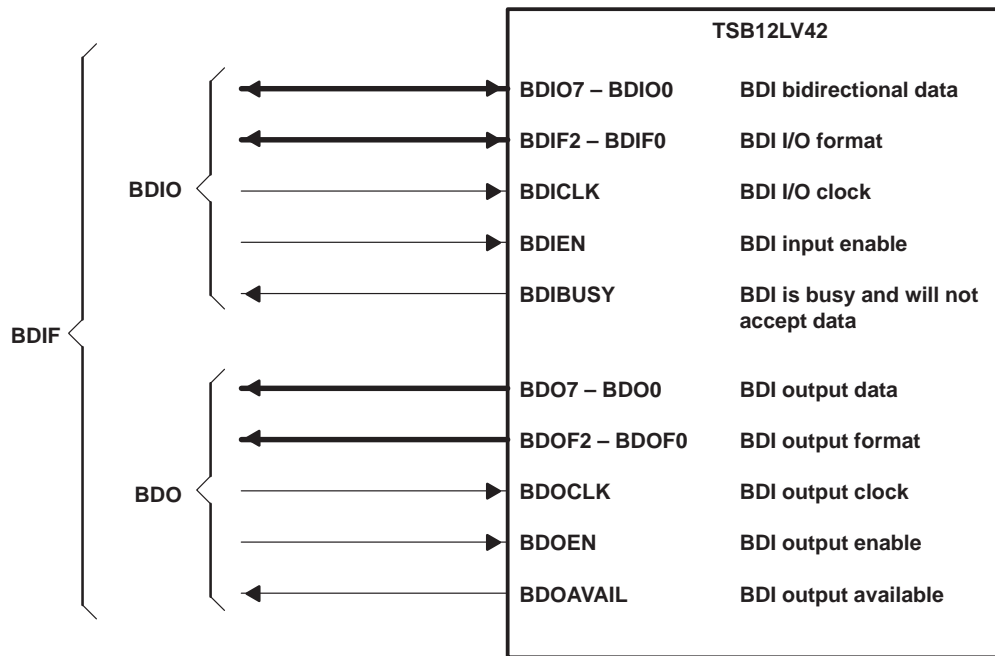 TSB12LV42
BDIO7 – BDIO0 BDI bidirectional data
BDIF2 – BDIF0 BDI I/O format
BDIO
BDICLK BDI I/O clock
BDIEN BDI input enable
BDIBUSY BDI is busy and will not
accept data
BDIF
BDO7 – BDO0 BDI output data
BDOF2 – BDOF0 BDI output format
BDO
BDOCLK BDI output clock
BDOEN BDI output enable
BDOAVAIL BDI output available